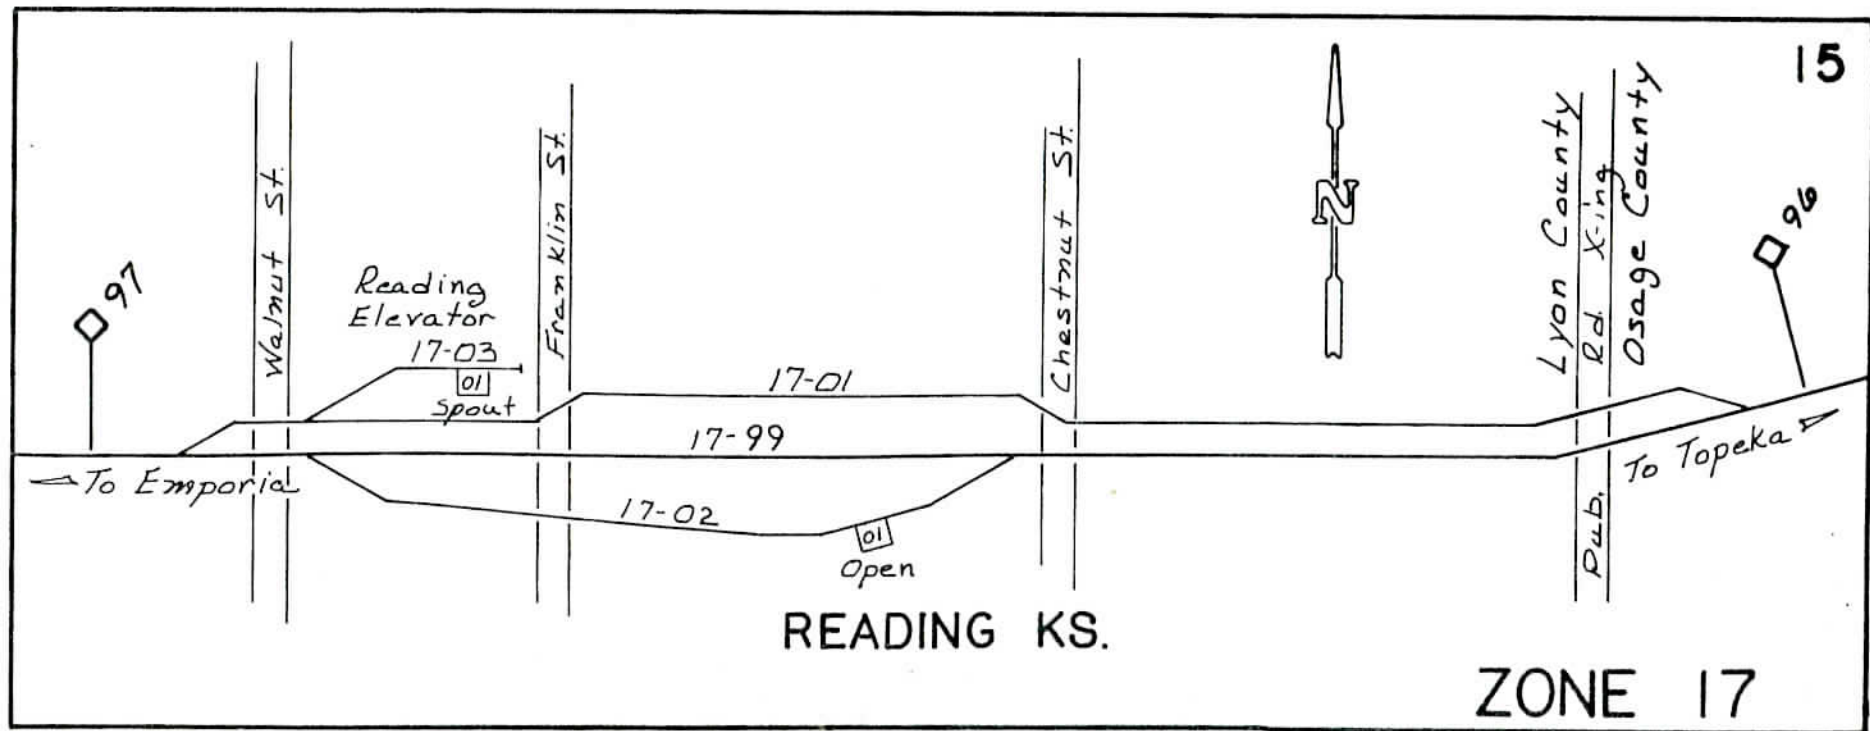 15
Walnut St.
Franklin St.
Chestnut St.
N
Lyon County
Pub. Rd. X-ing
Osage County
97
96
Reading
Elevator
17-03
01
Spout
17-01
17-99
To Emporia
To Topeka
17-02
01
Open
READING KS.
ZONE 17